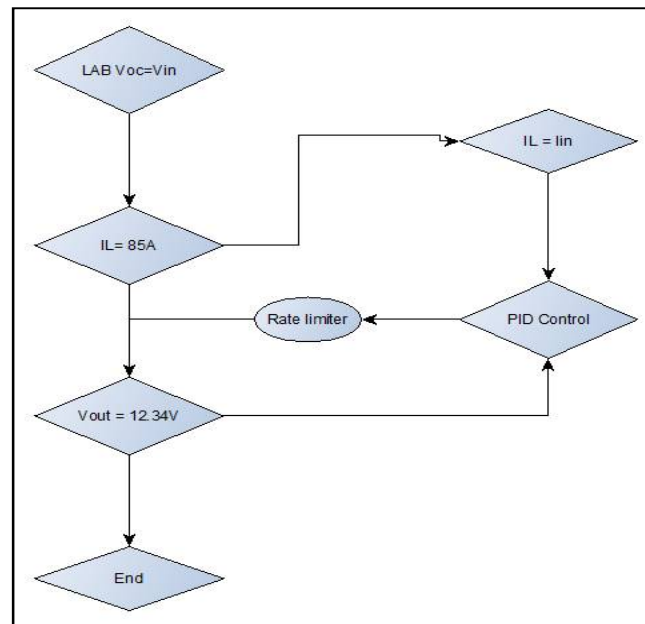 LAB Voc=Vin
IL = Iin
IL= 85A
Rate limiter
PID Control
Vout = 12.34V
End